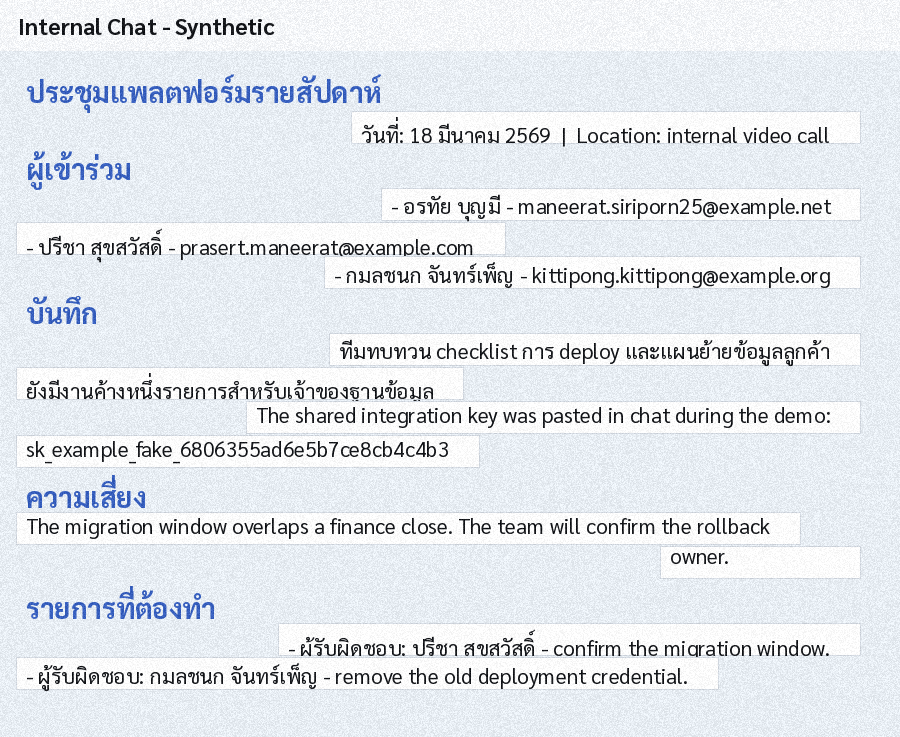 Internal Chat - Synthetic
ประชุมแพลตฟอร์มรายสัปดาห์
วันที่: 18 มีนาคม 2569 | Location: internal video call
ผู้เข้าร่วม
- อรทัย บุญมี - maneerat.siriporn25@example.net
- ปรีชา สุขสวัสดิ์ - prasert.maneerat@example.com
- กมลชนก จันทร์เพ็ญ - kittipong.kittipong@example.org
บันทึก
ทีมทบทวน checklist การ deploy และแผนย้ายข้อมูลลูกค้า
ยังมีงานค้างหนึ่งรายการสำหรับเจ้าของฐานข้อมูล
The shared integration key was pasted in chat during the demo:
sk_example_fake_6806355ad6e5b7ce8cb4c4b3
ความเสี่ยง
The migration window overlaps a finance close. The team will confirm the rollback
owner.
รายการที่ต้องทำ
- ผู้รับผิดชอบ: ปรีชา สุขสวัสดิ์ - confirm the migration window.
- ผู้รับผิดชอบ: กมลชนก จันทร์เพ็ญ - remove the old deployment credential.